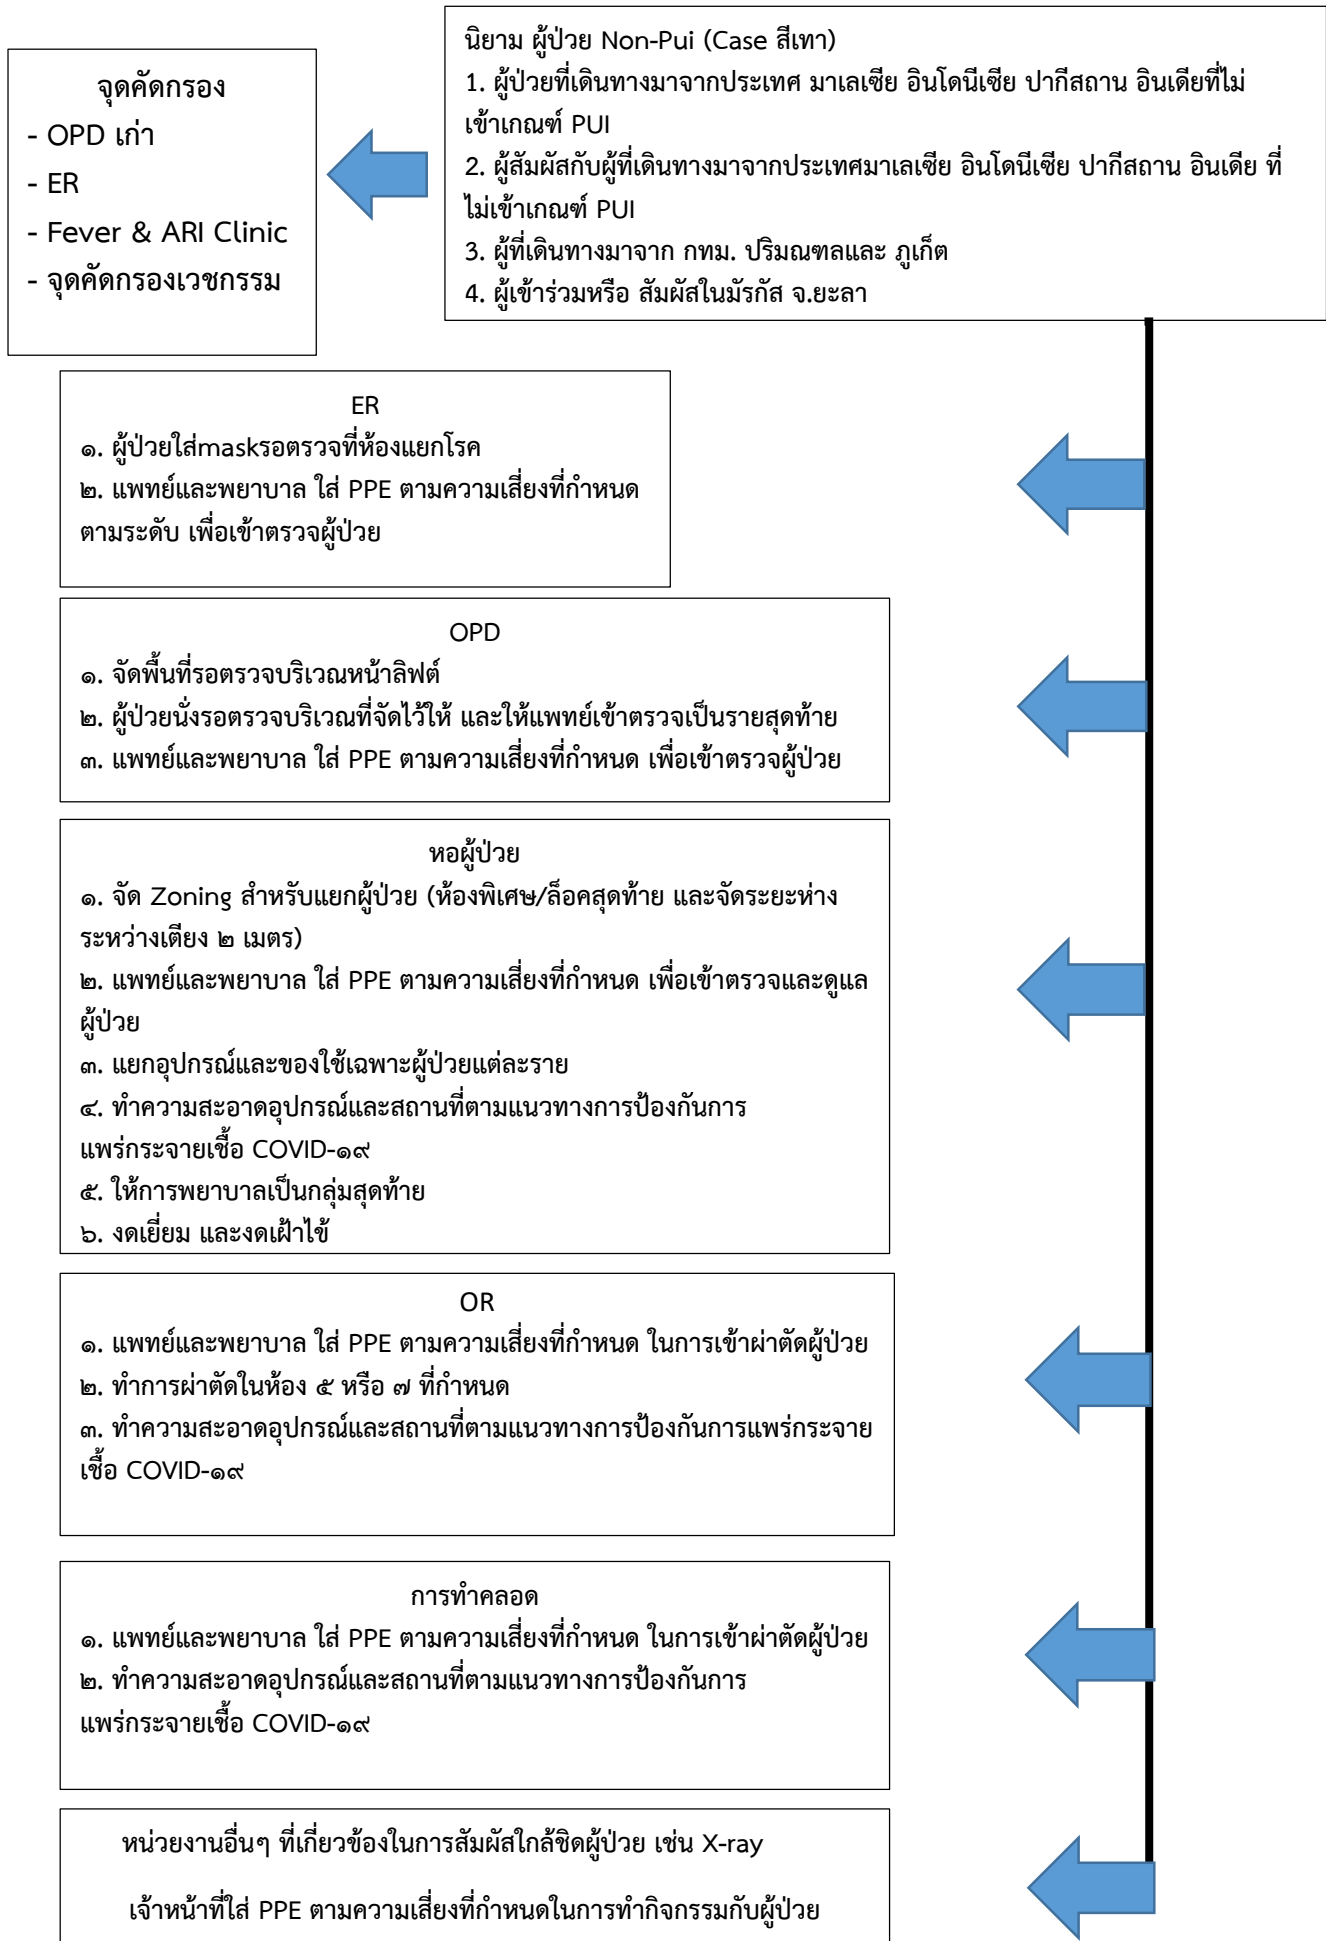 จุดคัดกรอง
- OPD เก่า
- ER
- Fever & ARI Clinic
- จุดคัดกรองเวชกรรม
นิยาม ผู้ป่วย Non-Pui (Case สีเทา)
1. ผู้ป่วยที่เดินทางมาจากประเทศ มาเลเซีย อินโดนีเซีย ปากีสถาน อินเดียที่ไม่
เข้าเกณฑ์ PUI
2. ผู้สัมผัสกับผู้ที่เดินทางมาจากประเทศมาเลเซีย อินโดนีเซีย ปากีสถาน อินเดีย ที่
ไม่เข้าเกณฑ์ PUI
3. ผู้ที่เดินทางมาจาก กทม. ปริมณฑลและ ภูเก็ต
4. ผู้เข้าร่วมหรือ สัมผัสในมัรกัส จ.ยะลา
ER
๑. ผู้ป่วยใส่maskรอตรวจที่ห้องแยกโรค
๒. แพทย์และพยาบาล ใส่ PPE ตามความเสี่ยงที่กำหนด
ตามระดับ เพื่อเข้าตรวจผู้ป่วย
OPD
๑. จัดพื้นที่รอตรวจบริเวณหน้าลิฟต์
๒. ผู้ป่วยนั่งรอตรวจบริเวณที่จัดไว้ให้ และให้แพทย์เข้าตรวจเป็นรายสุดท้าย
๓. แพทย์และพยาบาล ใส่ PPE ตามความเสี่ยงที่กำหนด เพื่อเข้าตรวจผู้ป่วย
หอผู้ป่วย
๑. จัด Zoning สำหรับแยกผู้ป่วย (ห้องพิเศษ/ล็อคสุดท้าย และจัดระยะห่าง
ระหว่างเตียง ๒ เมตร)
๒. แพทย์และพยาบาล ใส่ PPE ตามความเสี่ยงที่กำหนด เพื่อเข้าตรวจและดูแล
ผู้ป่วย
๓. แยกอุปกรณ์และของใช้เฉพาะผู้ป่วยแต่ละราย
๔. ทำความสะอาดอุปกรณ์และสถานที่ตามแนวทางการป้องกันการ
แพร่กระจายเชื้อ COVID-๑๙
๕. ให้การพยาบาลเป็นกลุ่มสุดท้าย
๖. งดเยี่ยม และงดเฝ้าไข้
OR
๑. แพทย์และพยาบาล ใส่ PPE ตามความเสี่ยงที่กำหนด ในการเข้าผ่าตัดผู้ป่วย
๒. ทำการผ่าตัดในห้อง ๕ หรือ ๗ ที่กำหนด
๓. ทำความสะอาดอุปกรณ์และสถานที่ตามแนวทางการป้องกันการแพร่กระจาย
เชื้อ COVID-๑๙
การทำคลอด
๑. แพทย์และพยาบาล ใส่ PPE ตามความเสี่ยงที่กำหนด ในการเข้าผ่าตัดผู้ป่วย
๒. ทำความสะอาดอุปกรณ์และสถานที่ตามแนวทางการป้องกันการ
แพร่กระจายเชื้อ COVID-๑๙
หน่วยงานอื่นๆ ที่เกี่ยวข้องในการสัมผัสใกล้ชิดผู้ป่วย เช่น X-ray
เจ้าหน้าที่ใส่ PPE ตามความเสี่ยงที่กำหนดในการทำกิจกรรมกับผู้ป่วย